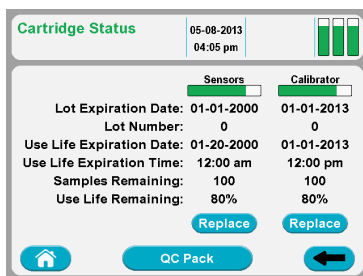 Cartridge Status 05-08-2013
04:05 pm
Sensors Calibrator
Lot Expiration Date: 01-01-2000 01-01-2013
Lot Number: 0 0
Use Life Expiration Date: 01-20-2000 01-01-2013
Use Life Expiration Time: 12:00 am 12:00 pm
Samples Remaining: 100 100
Use Life Remaining: 80% 80%
Replace Replace
QC Pack